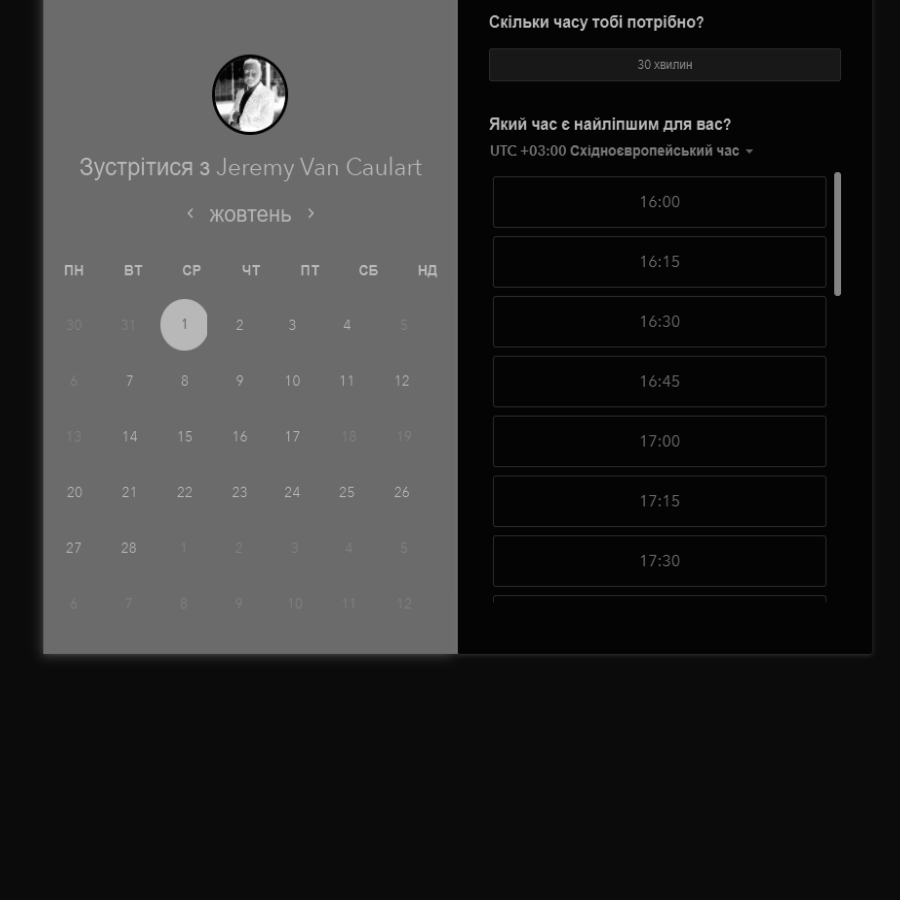 Зустрітися з Jeremy Van Caulart
жовтень
ПН ВТ СР ЧТ ПТ СБ НД
30 31 1 2 3 4 5
6 7 8 9 10 11 12
13 14 15 16 17 18 19
20 21 22 23 24 25 26
27 28 1 2 3 4 5
6 7 8 9 10 11 12
Скільки часу тобі потрібно?
30 хвилин
Який час є найліпшим для вас?
UTC +03:00 Східноєвропейський час
16:00
16:15
16:30
16:45
17:00
17:15
17:30